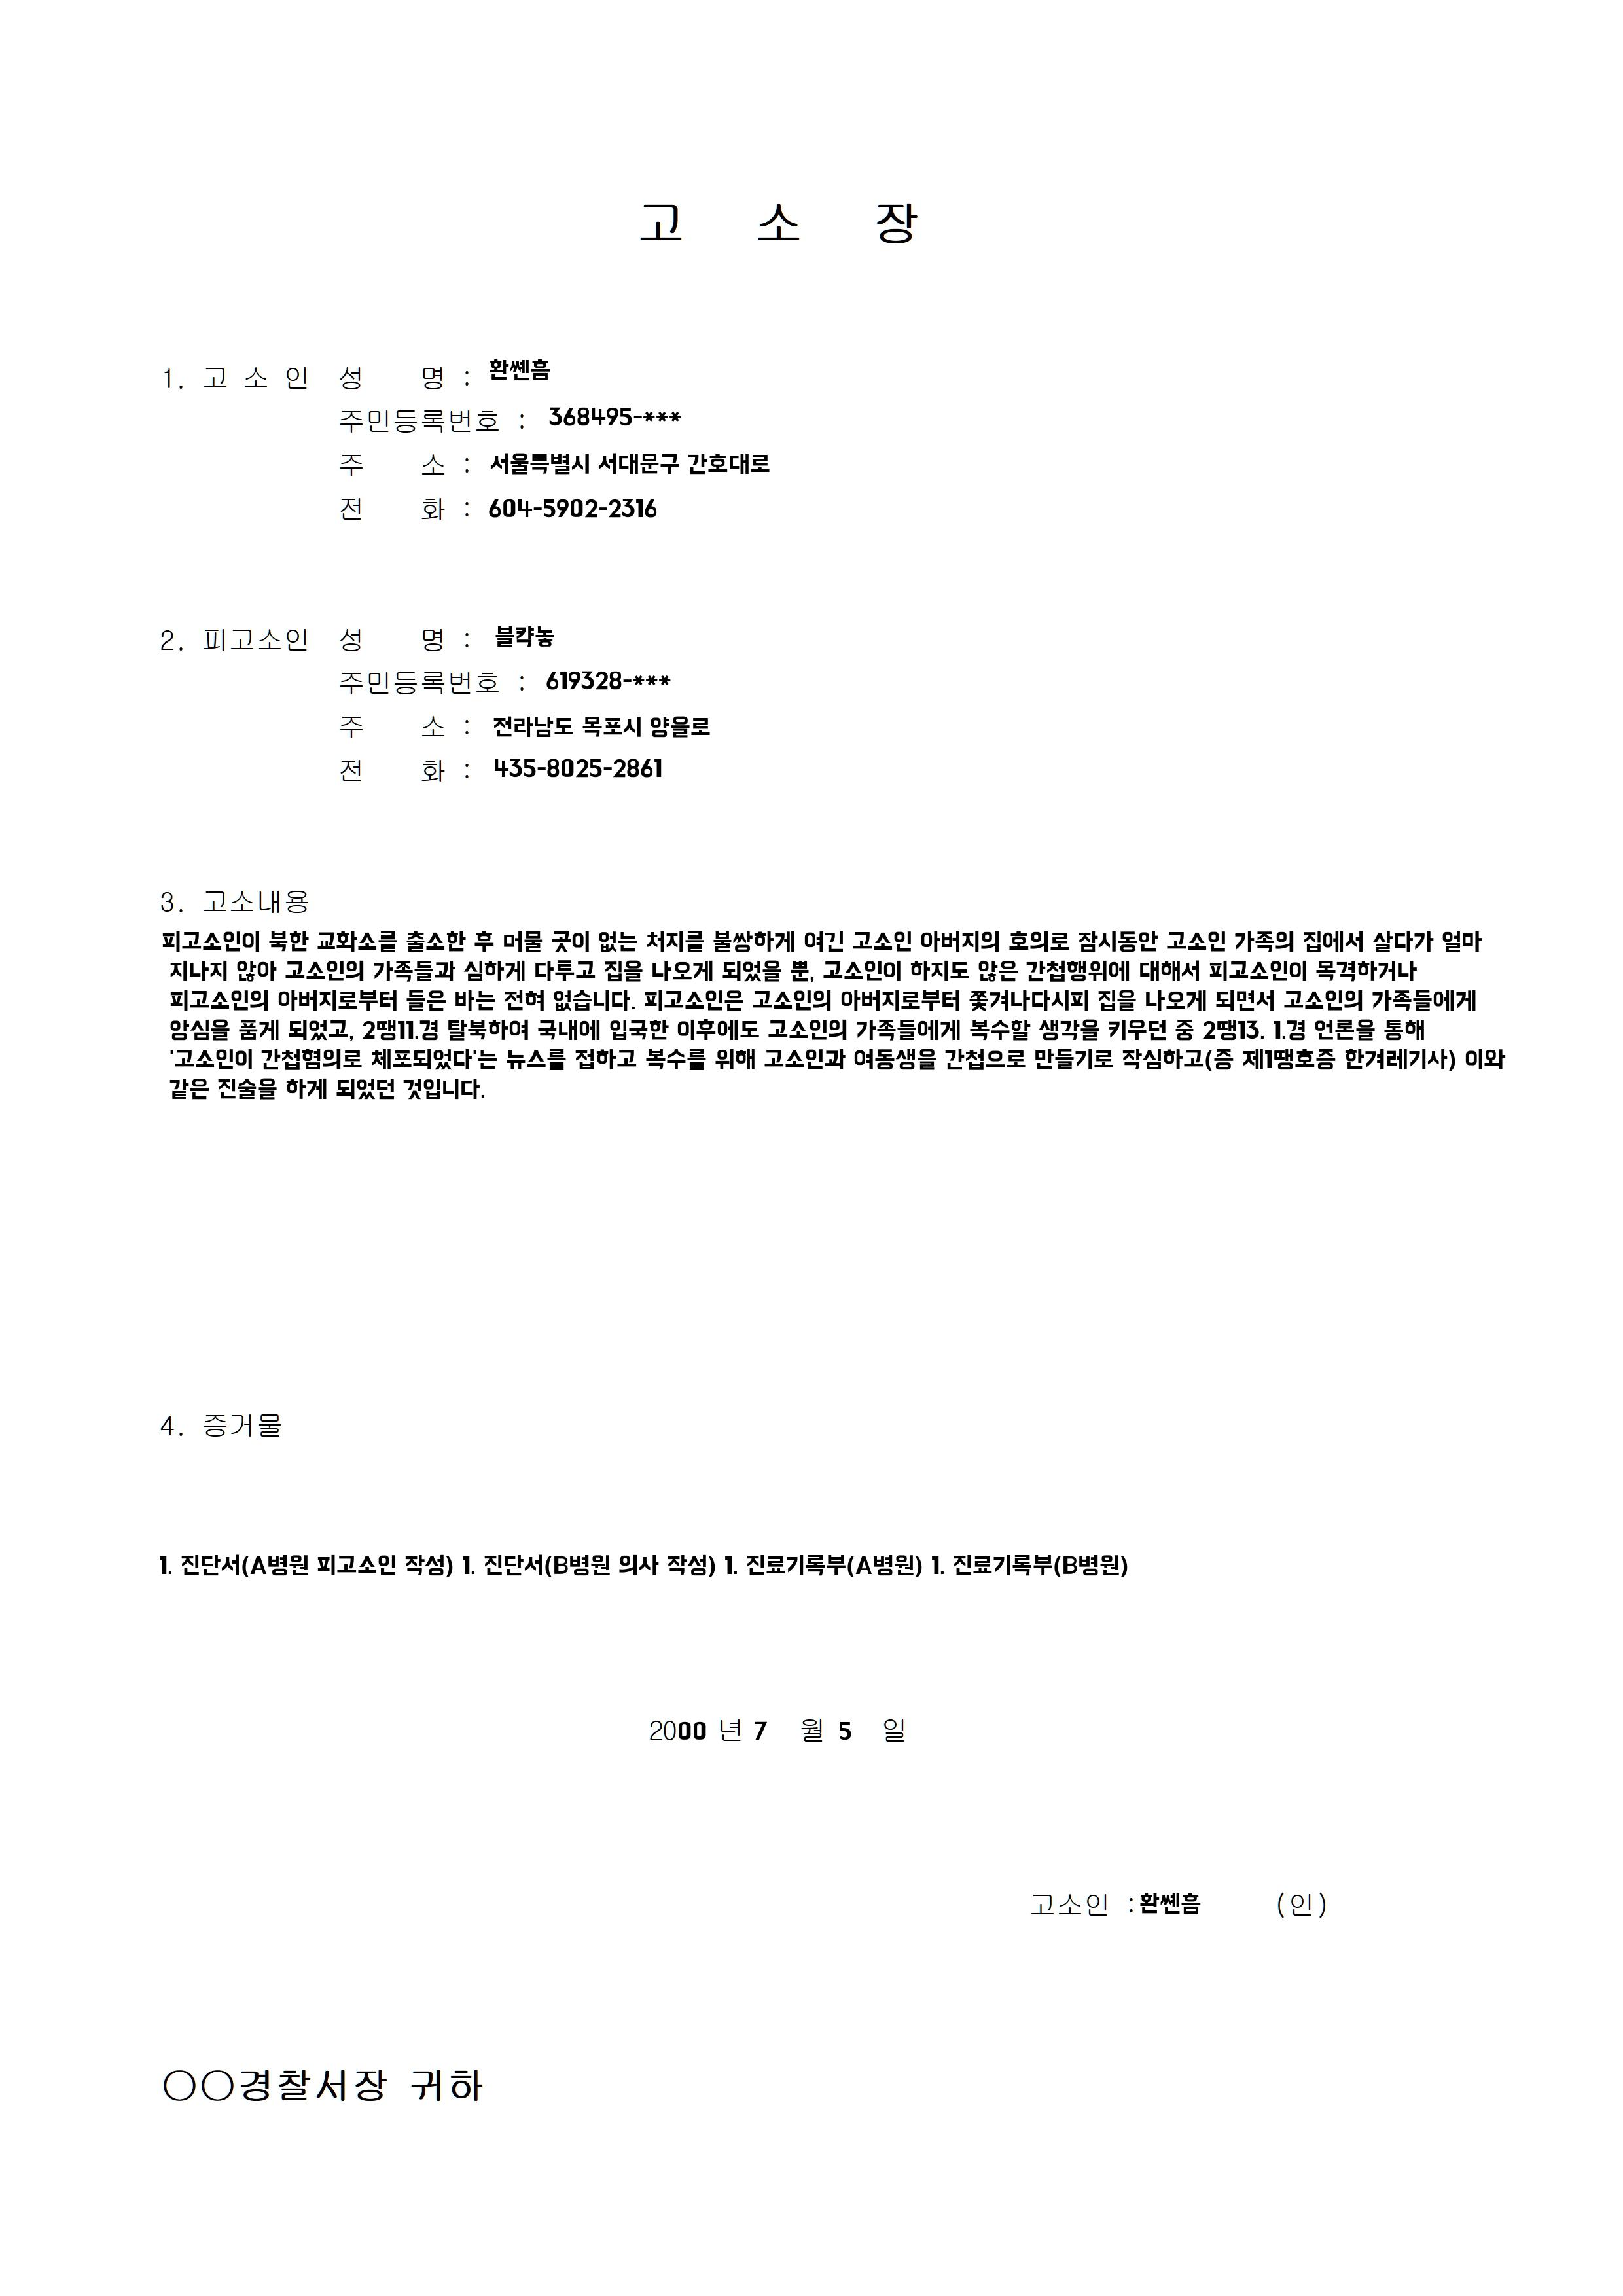 고 소 장
1. 고 소 인 성 명 : 환쎈흠
주민등록번호 : 368495-***
주 소 : 서울특별시 서대문구 간호대로
전 화 : 604-5902-2316
2. 피고소인 성 명 : 블캭놓
주민등록번호 : 619328-***
주 소 : 전라남도 목포시 양을로
전 화 : 435-8025-2861
3. 고소내용
피고소인이 북한 교화소를 출소한 후 머물 곳이 없는 처지를 불쌍하게 여긴 고소인 아버지의 호의로 잠시동안 고소인 가족의 집에서 살다가 얼마
지나지 않아 고소인의 가족들과 심하게 다투고 집을 나오게 되었을 뿐, 고소인이 하지도 않은 간첩행위에 대해서 피고소인이 목격하거나
피고소인의 아버지로부터 들은 바는 전혀 없습니다. 피고소인은 고소인의 아버지로부터 쫓겨나다시피 집을 나오게 되면서 고소인의 가족들에게
앙심을 품게 되었고, 2땡11.경 탈북하여 국내에 입국한 이후에도 고소인의 가족들에게 복수할 생각을 키우던 중 2땡13. 1.경 언론을 통해
'고소인이 간첩혐의로 체포되었다'는 뉴스를 접하고 복수를 위해 고소인과 여동생을 간첩으로 만들기로 작심하고(증 제1땡호증 한겨레기사) 이와
같은 진술을 하게 되었던 것입니다.
4. 증거물
1. 진단서(A병원 피고소인 작성) 1. 진단서(B병원 의사 작성) 1. 진료기록부(A병원) 1. 진료기록부(B병원)
2000 년 7 월 5 일
고소인 : 환쎈흠 (인)
○○경찰서장 귀하